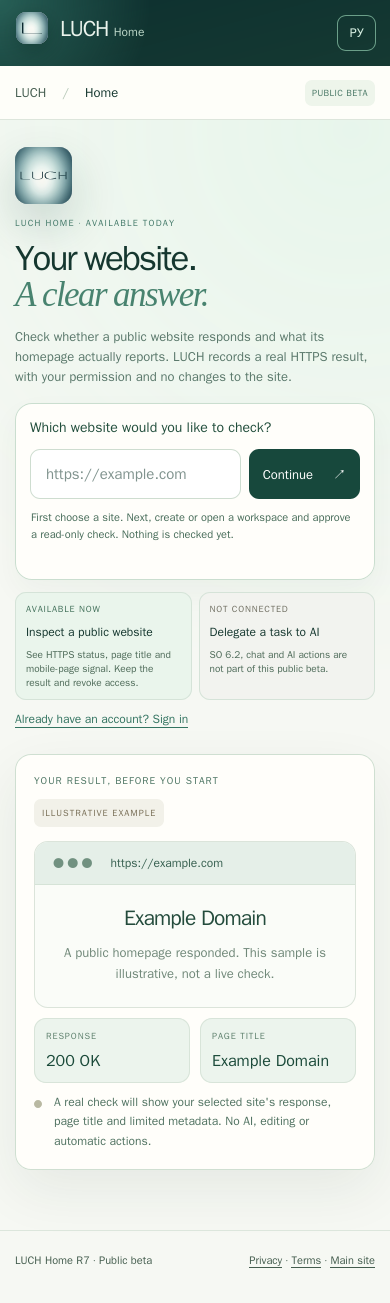 LUCH Home
РУ
LUCH / Home
PUBLIC BETA
LUCH
LUCH HOME · AVAILABLE TODAY
Your website.
A clear answer.
Check whether a public website responds and what its
homepage actually reports. LUCH records a real HTTPS result,
with your permission and no changes to the site.
Which website would you like to check?
https://example.com
Continue ↗
First choose a site. Next, create or open a workspace and approve
a read-only check. Nothing is checked yet.
AVAILABLE NOW
Inspect a public website
See HTTPS status, page title and
mobile-page signal. Keep the
result and revoke access.
NOT CONNECTED
Delegate a task to AI
SO 6.2, chat and AI actions are
not part of this public beta.
Already have an account? Sign in
YOUR RESULT, BEFORE YOU START
ILLUSTRATIVE EXAMPLE
https://example.com
Example Domain
A public homepage responded. This sample is
illustrative, not a live check.
RESPONSE
200 OK
PAGE TITLE
Example Domain
A real check will show your selected site's response,
page title and limited metadata. No AI, editing or
automatic actions.
LUCH Home R7 · Public beta
Privacy · Terms · Main site